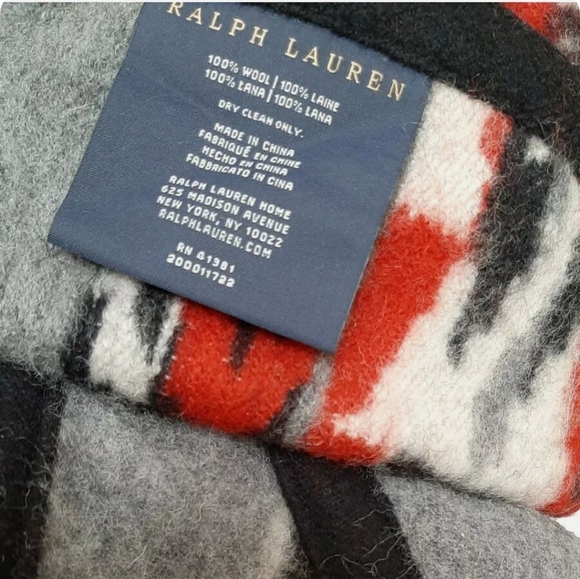 RALPH LAUREN
100% WOOL | 100% LAINE
100% LANA | 100% LANA
DRY CLEAN ONLY.
MADE IN CHINA
FABRIQUÉ EN CHINE
HECHO EN CHINA
FABBRICATO IN CINA
RALPH LAUREN HOME
625 MADISON AVENUE
NEW YORK, NY 10022
RALPHLAUREN.COM
RN 41381
200011722